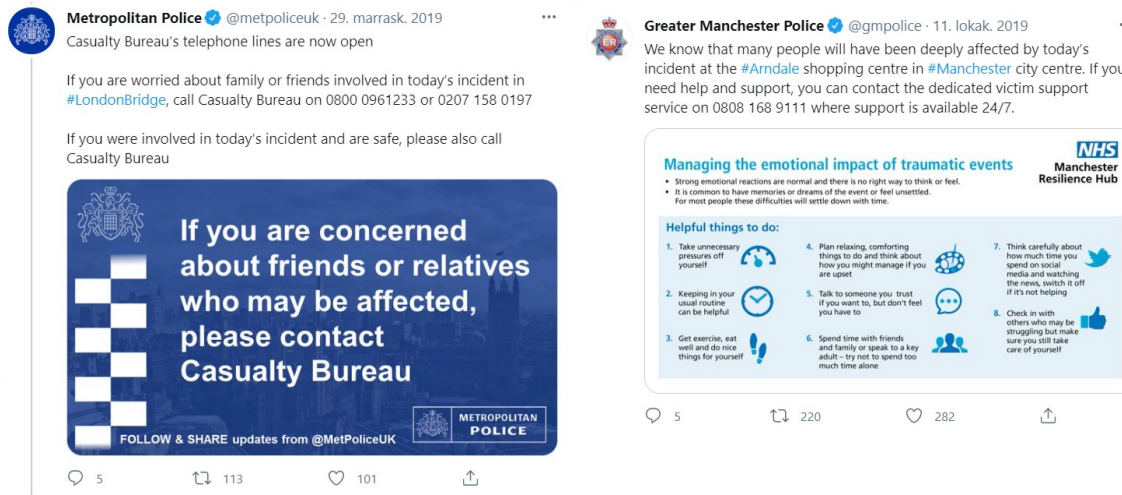 Metropolitan Police @metpoliceuk · 29. marrask. 2019
Casualty Bureau's telephone lines are now open
If you are worried about family or friends involved in today's incident in
#LondonBridge, call Casualty Bureau on 0800 0961233 or 0207 158 0197
If you were involved in today's incident and are safe, please also call
Casualty Bureau
If you are concerned
about friends or relatives
who may be affected,
please contact
Casualty Bureau
METROPOLITAN
POLICE
FOLLOW & SHARE updates from @MetPoliceUK
5 113 101
Greater Manchester Police @gmpolice · 11. lokak. 2019
We know that many people will have been deeply affected by today's
incident at the #Arndale shopping centre in #Manchester city centre. If you
need help and support, you can contact the dedicated victim support
service on 0808 168 9111 where support is available 24/7.
NHS
Manchester
Resilience Hub
Managing the emotional impact of traumatic events
• Strong emotional reactions are normal and there is no right way to think or feel.
• It is common to have memories or dreams of the event or feel unsettled.
For most people these difficulties will settle down with time.
Helpful things to do:
1. Take unnecessary
pressures off
yourself
2. Keeping in your
usual routine
can be helpful
3. Get exercise, eat
well and do nice
things for yourself
4. Plan relaxing, comforting
things to do and think about
how you might manage if you
are upset
5. Talk to someone you trust
if you want to, but don't feel
you have to
6. Spend time with friends
and family or speak to a key
adult – try not to spend too
much time alone
7. Think carefully about
how much time you
spend on social
media and watching
the news, switch it off
if it's not helping
8. Check in with
others who may be
struggling but make
sure you still take
care of yourself
5 220 282